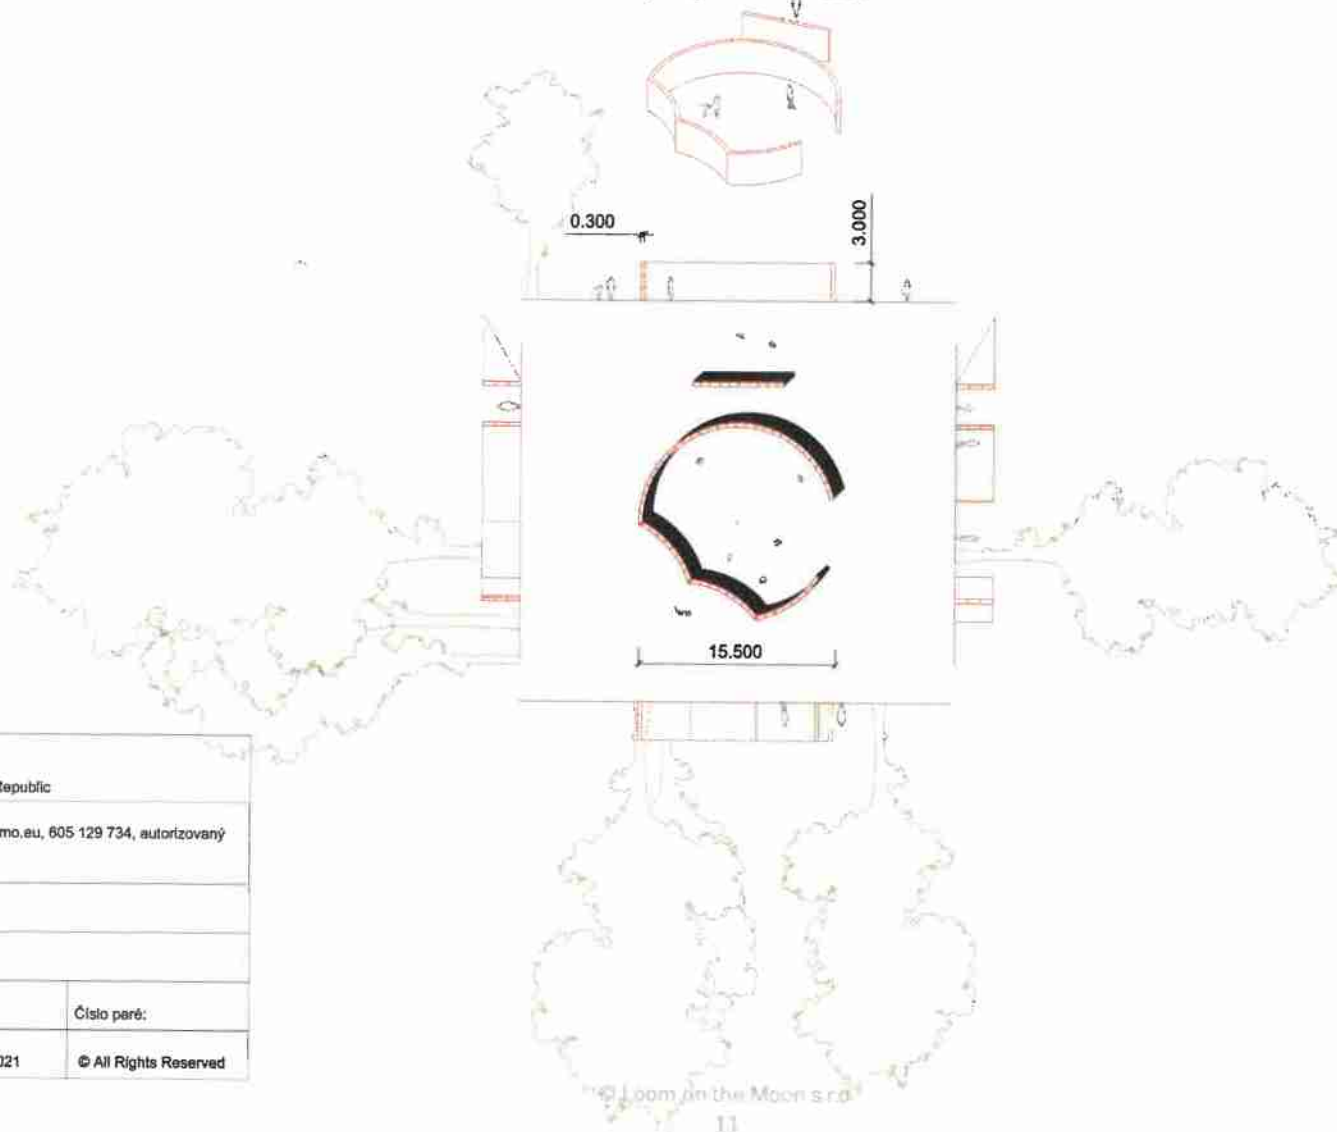 0.300
3.000
15.500
Republic
mo.eu, 605 129 734, autorizovaný
Číslo paré:
021
© All Rights Reserved
© Loom on the Moon s.r.o.
11